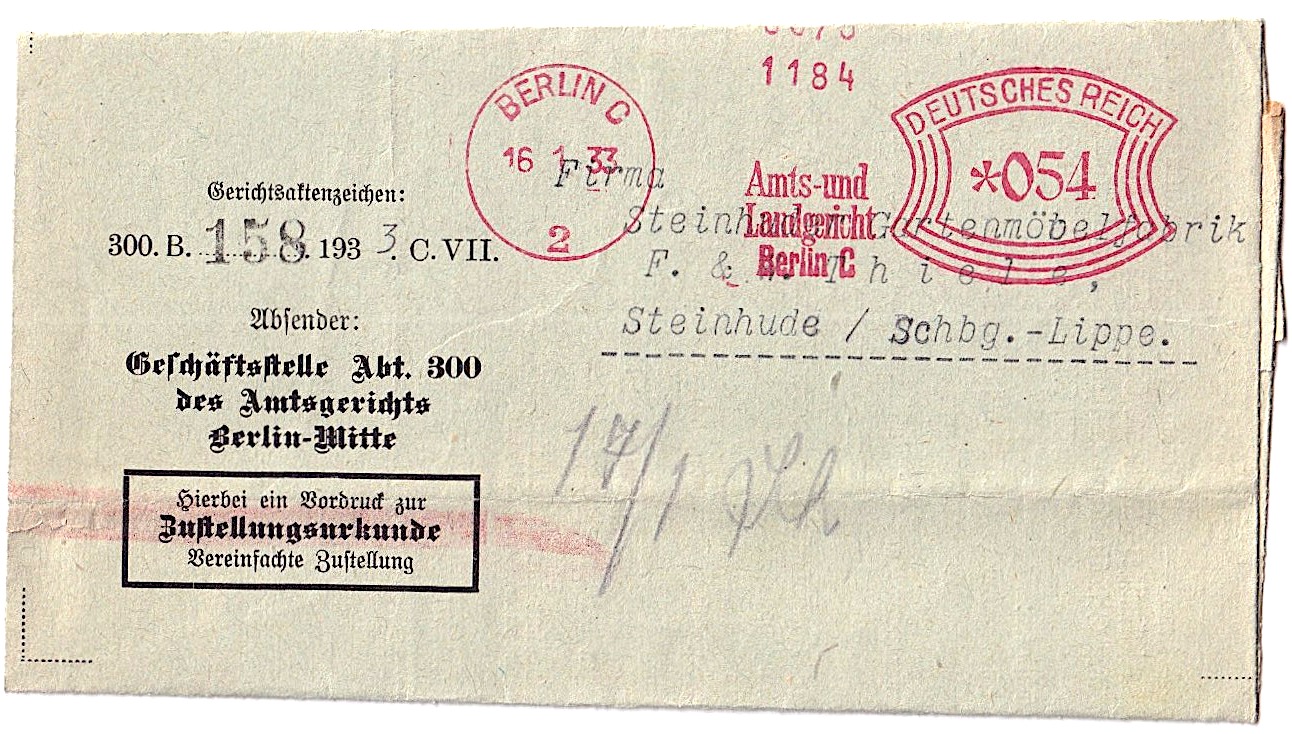 1184
BERLIN C
16 1 33
2
Amts- und
Landgericht
Berlin C
DEUTSCHES REICH
*054
Gerichtsaktenzeichen:
300. B. 158. 193 3. C. VII.
Absender:
Geschäftsstelle Abt. 300
des Amtsgerichts
Berlin-Mitte
Hierbei ein Vordruck zur
Zustellungsurkunde
Vereinfachte Zustellung
Firma
Steinhuder Gartenmöbelfabrik
F. & Thiele,
Steinhude / Schbg.-Lippe.
17/1